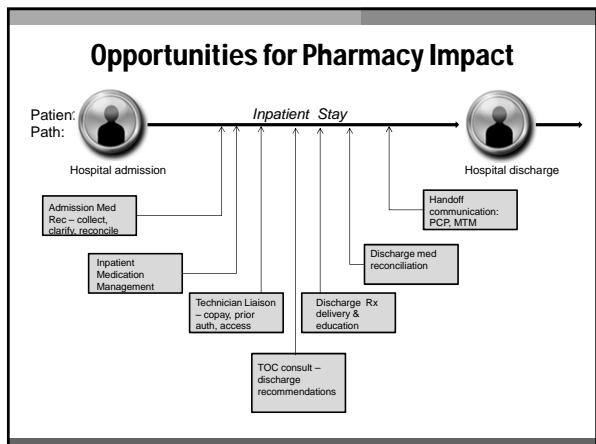 Opportunities for Pharmacy Impact
Patient
Path:
Inpatient Stay
Hospital admission
Hospital discharge
Admission Med
Rec – collect,
clarify, reconcile
Inpatient
Medication
Management
Technician Liaison
– copay, prior
auth, access
TOC consult –
discharge
recommendations
Discharge Rx
delivery &
education
Discharge med
reconciliation
Handoff
communication:
PCP, MTM